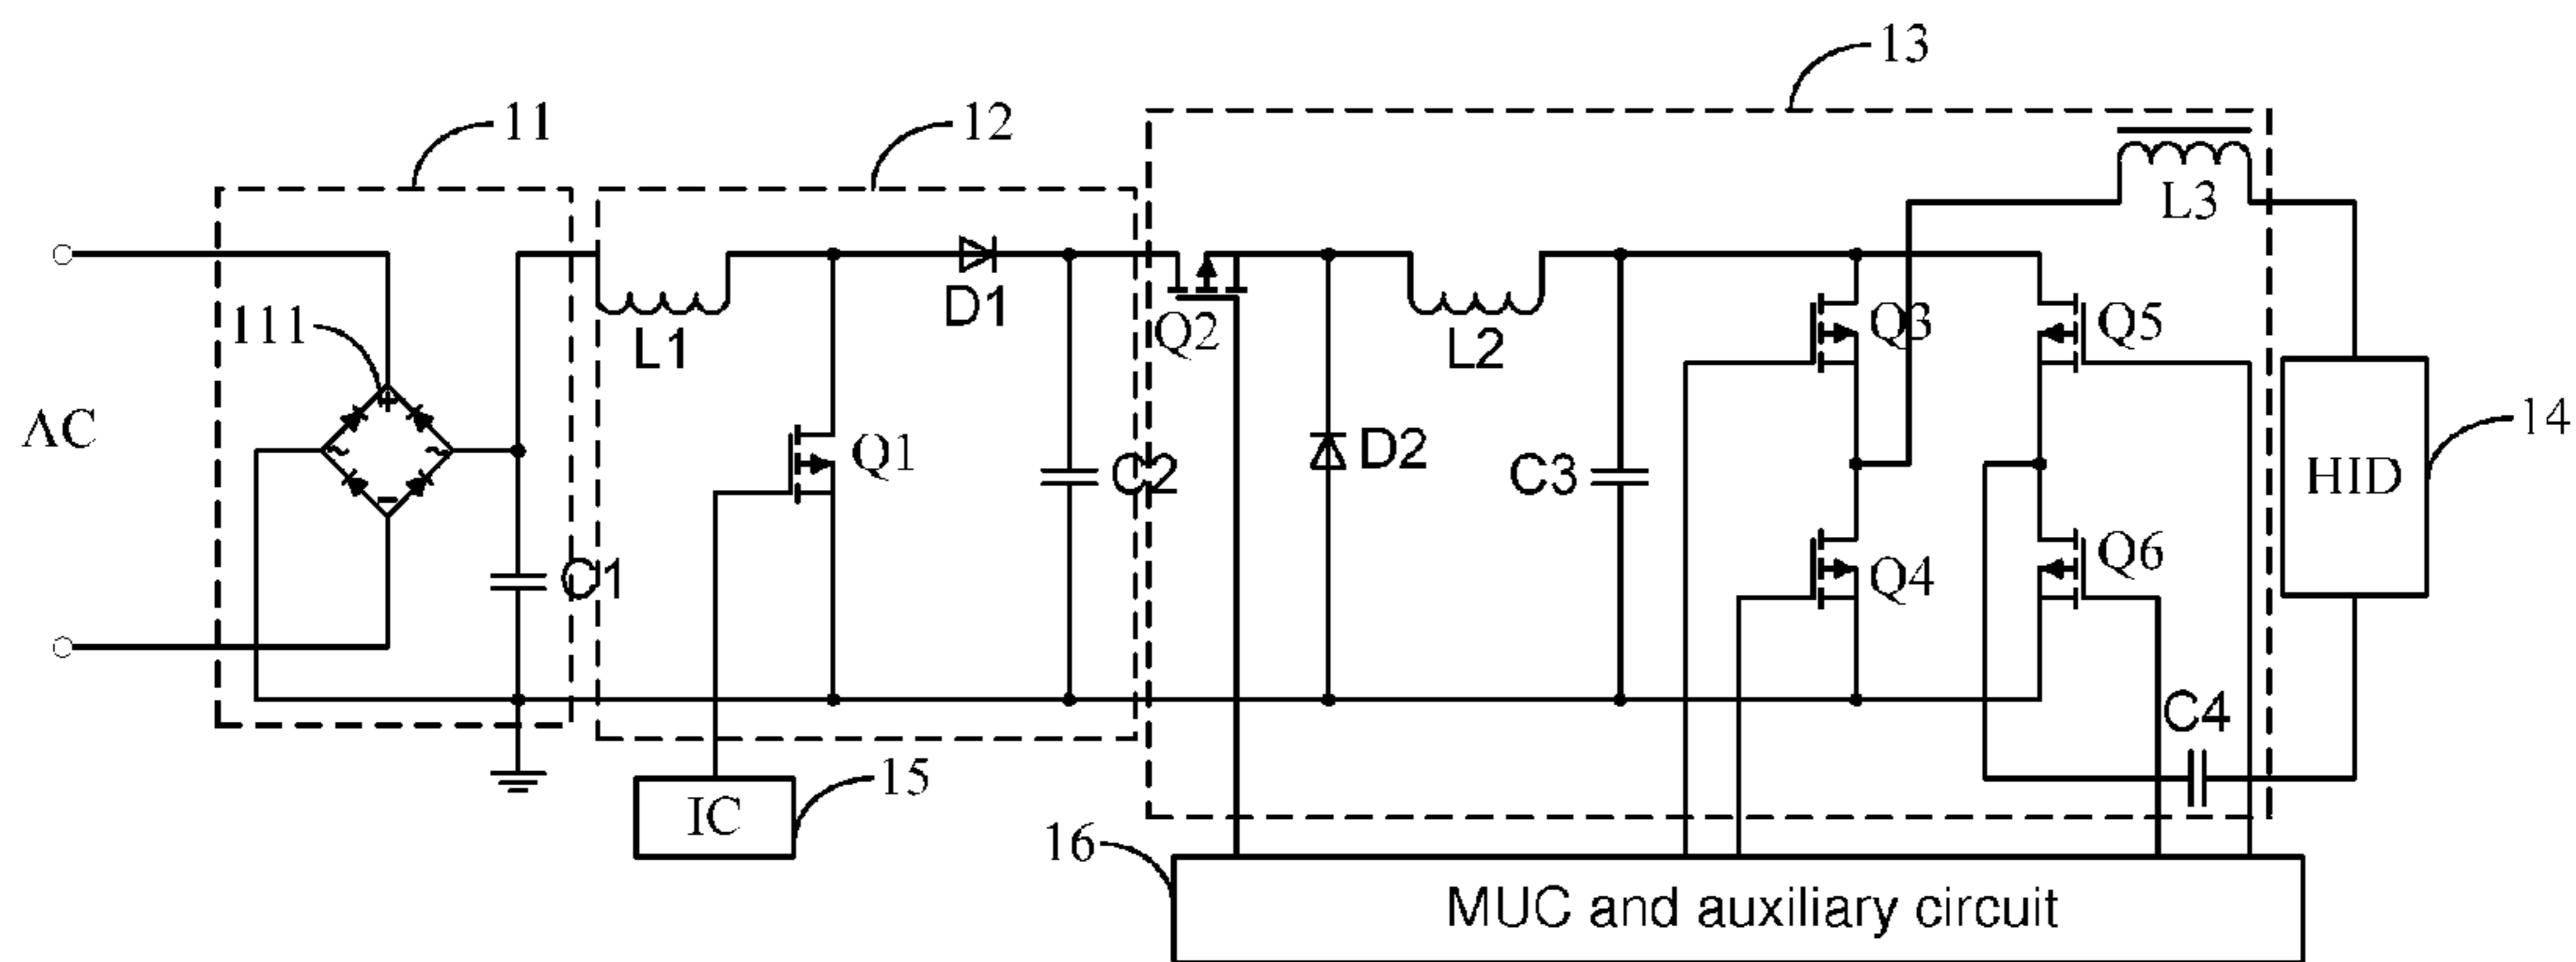 13
11
12
L3
111
D1
L1
Q2
L2
Q3
Q5
AC
Q1
C2
D2
C3
HID
14
C1
Q4
Q6
C4
15
IC
16
MUC and auxiliary circuit